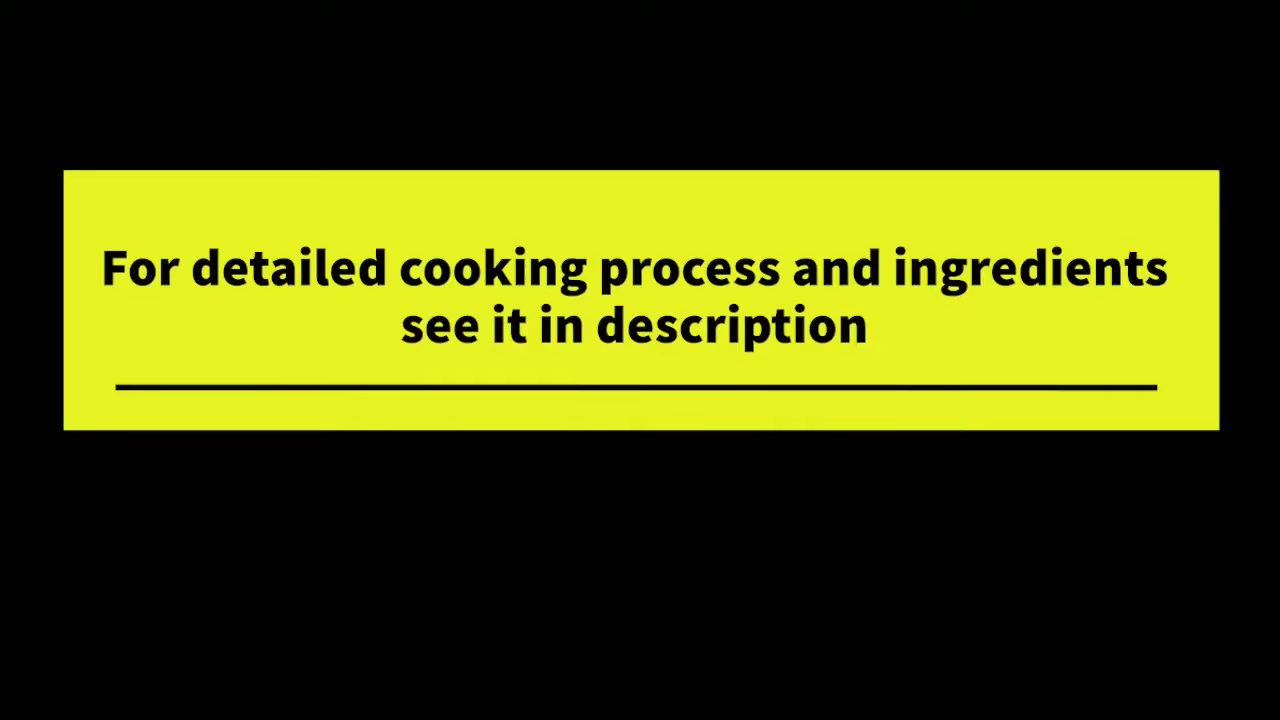 For detailed cooking process and ingredients
see it in description